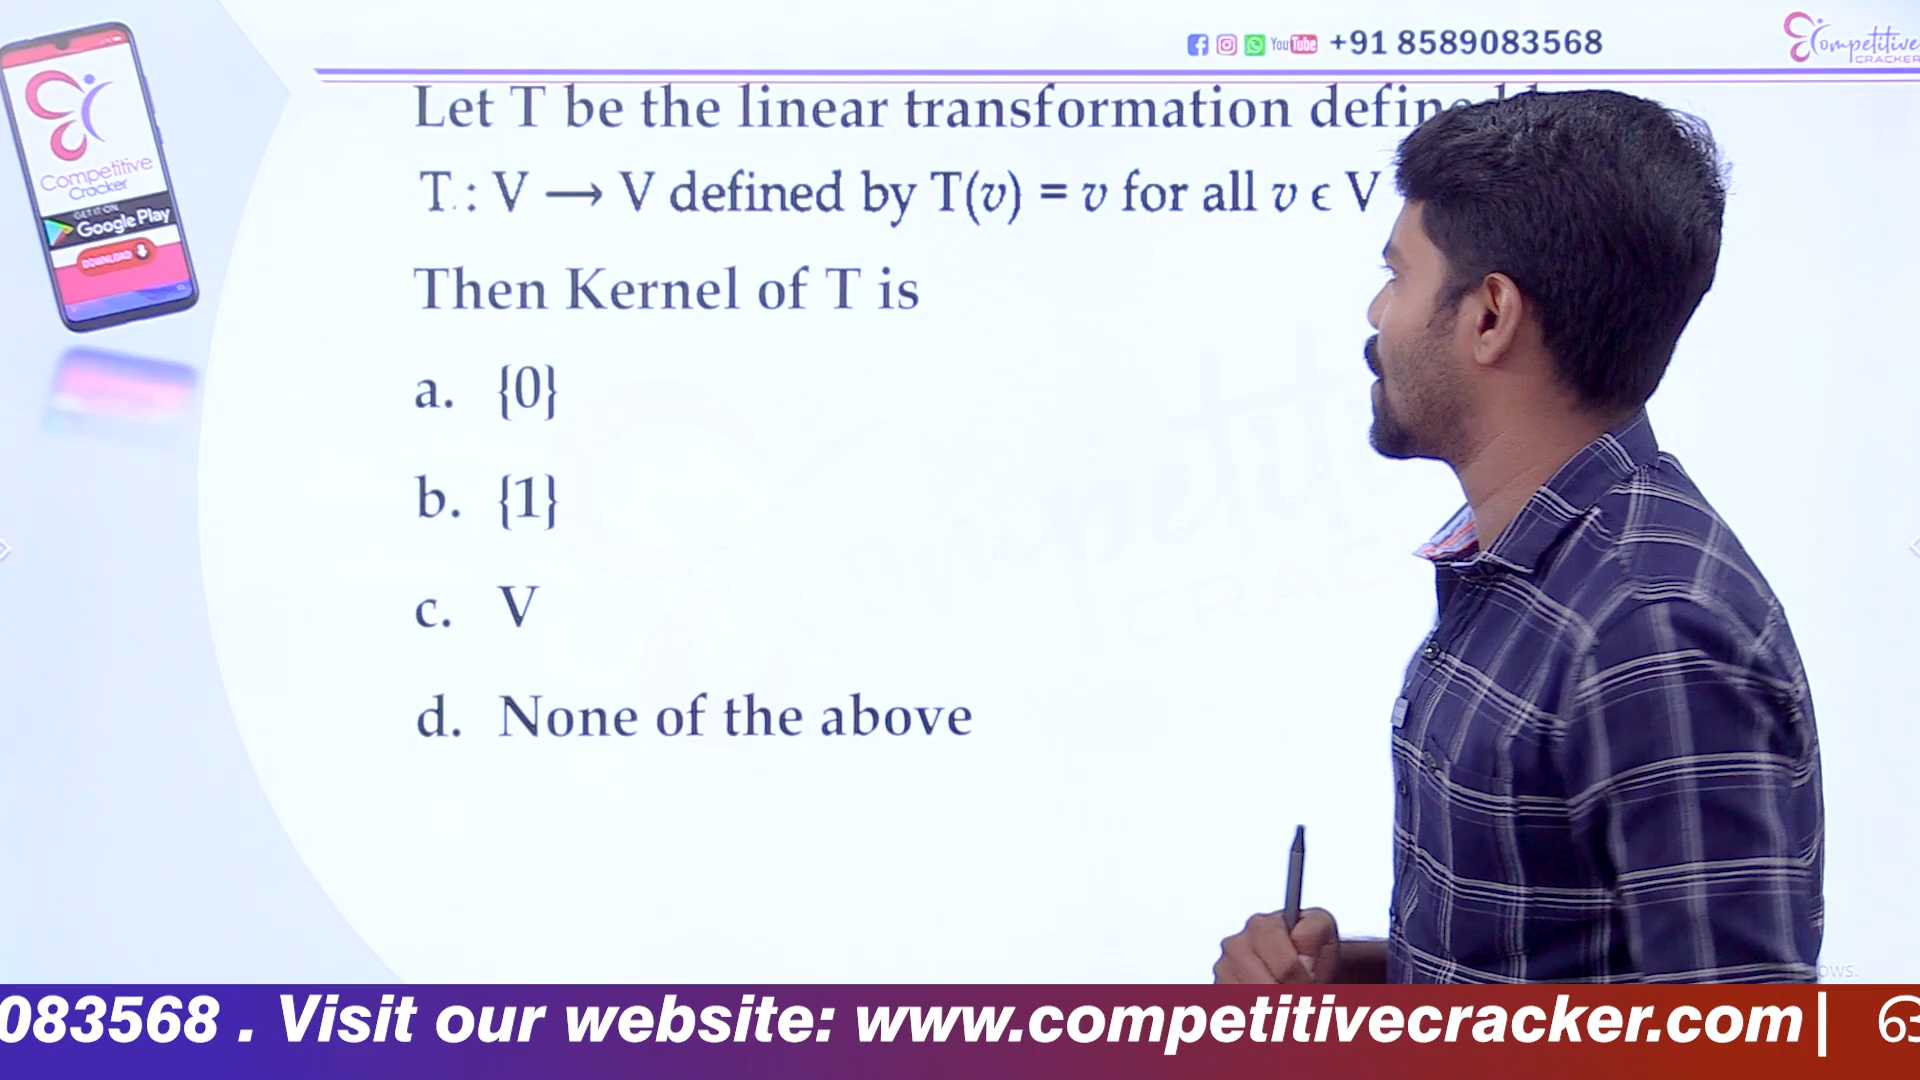 You Tube +91 8589083568
Competitive
CRACKER
Competitive
Cracker
GET IT ON
Google Play
DOWNLOAD
Let T be the linear transformation
T : V → V defined by T(v) = v for all v ϵ V
Then Kernel of T is
a. {0}
b. {1}
c. V
d. None of the above
083568 . Visit our website: www.competitivecracker.com|